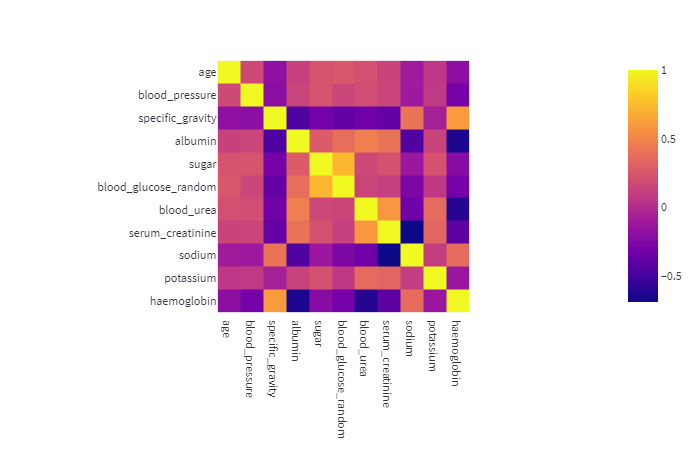 age
blood_pressure
specific_gravity
albumin
sugar
blood_glucose_random
blood_urea
serum_creatinine
sodium
potassium
haemoglobin
age
blood_pressure
specific_gravity
albumin
sugar
blood_glucose_random
blood_urea
serum_creatinine
sodium
potassium
haemoglobin
1
0.5
0
−0.5